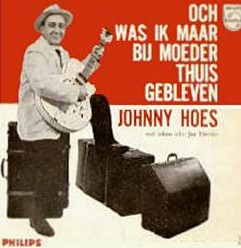 OCH
WAS IK MAAR
BIJ MOEDER
THUIS
GEBLEVEN
JOHNNY HOES
PHILIPS